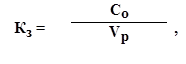 Кз = Со / Vр ,